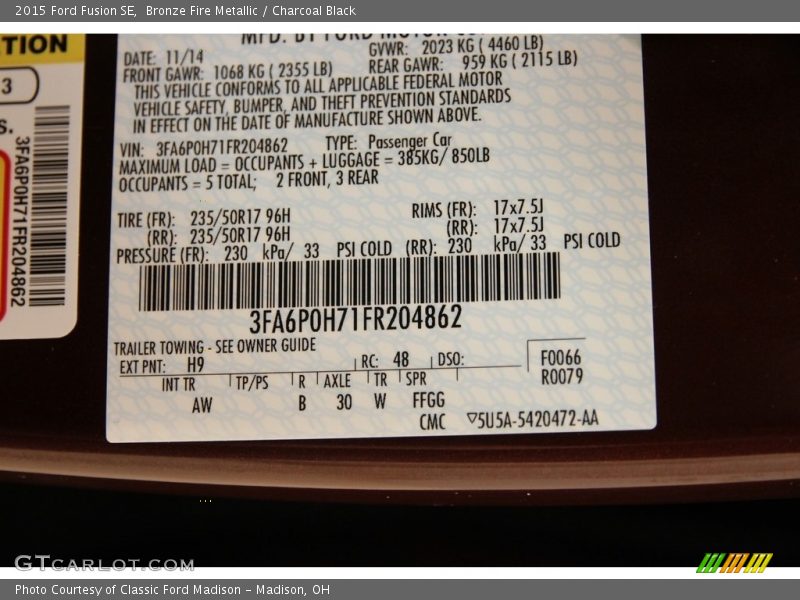 2015 Ford Fusion SE, Bronze Fire Metallic / Charcoal Black
TION
3
S.
3FA6P0H71FR204862
MFD. BY FORD MOTOR
DATE: 11/14 GVWR: 2023 KG ( 4460 LB)
FRONT GAWR: 1068 KG ( 2355 LB) REAR GAWR: 959 KG ( 2115 LB)
THIS VEHICLE CONFORMS TO ALL APPLICABLE FEDERAL MOTOR
VEHICLE SAFETY, BUMPER, AND THEFT PREVENTION STANDARDS
IN EFFECT ON THE DATE OF MANUFACTURE SHOWN ABOVE.
VIN: 3FA6P0H71FR204862 TYPE: Passenger Car
MAXIMUM LOAD = OCCUPANTS + LUGGAGE = 385KG/ 850LB
OCCUPANTS = 5 TOTAL; 2 FRONT, 3 REAR
TIRE (FR): 235/50R17 96H RIMS (FR): 17x7.5J
(RR): 235/50R17 96H (RR): 17x7.5J
PRESSURE (FR): 230 kPa/ 33 PSI COLD (RR): 230 kPa/ 33 PSI COLD
3FA6P0H71FR204862
TRAILER TOWING - SEE OWNER GUIDE
EXT PNT: H9 RC: 48 DSO: F0066
R0079
INT TR TP/PS R AXLE TR SPR
AW B 30 W FFGG
CMC ▽5U5A-5420472-AA
GTCARLOT.COM
Photo Courtesy of Classic Ford Madison - Madison, OH